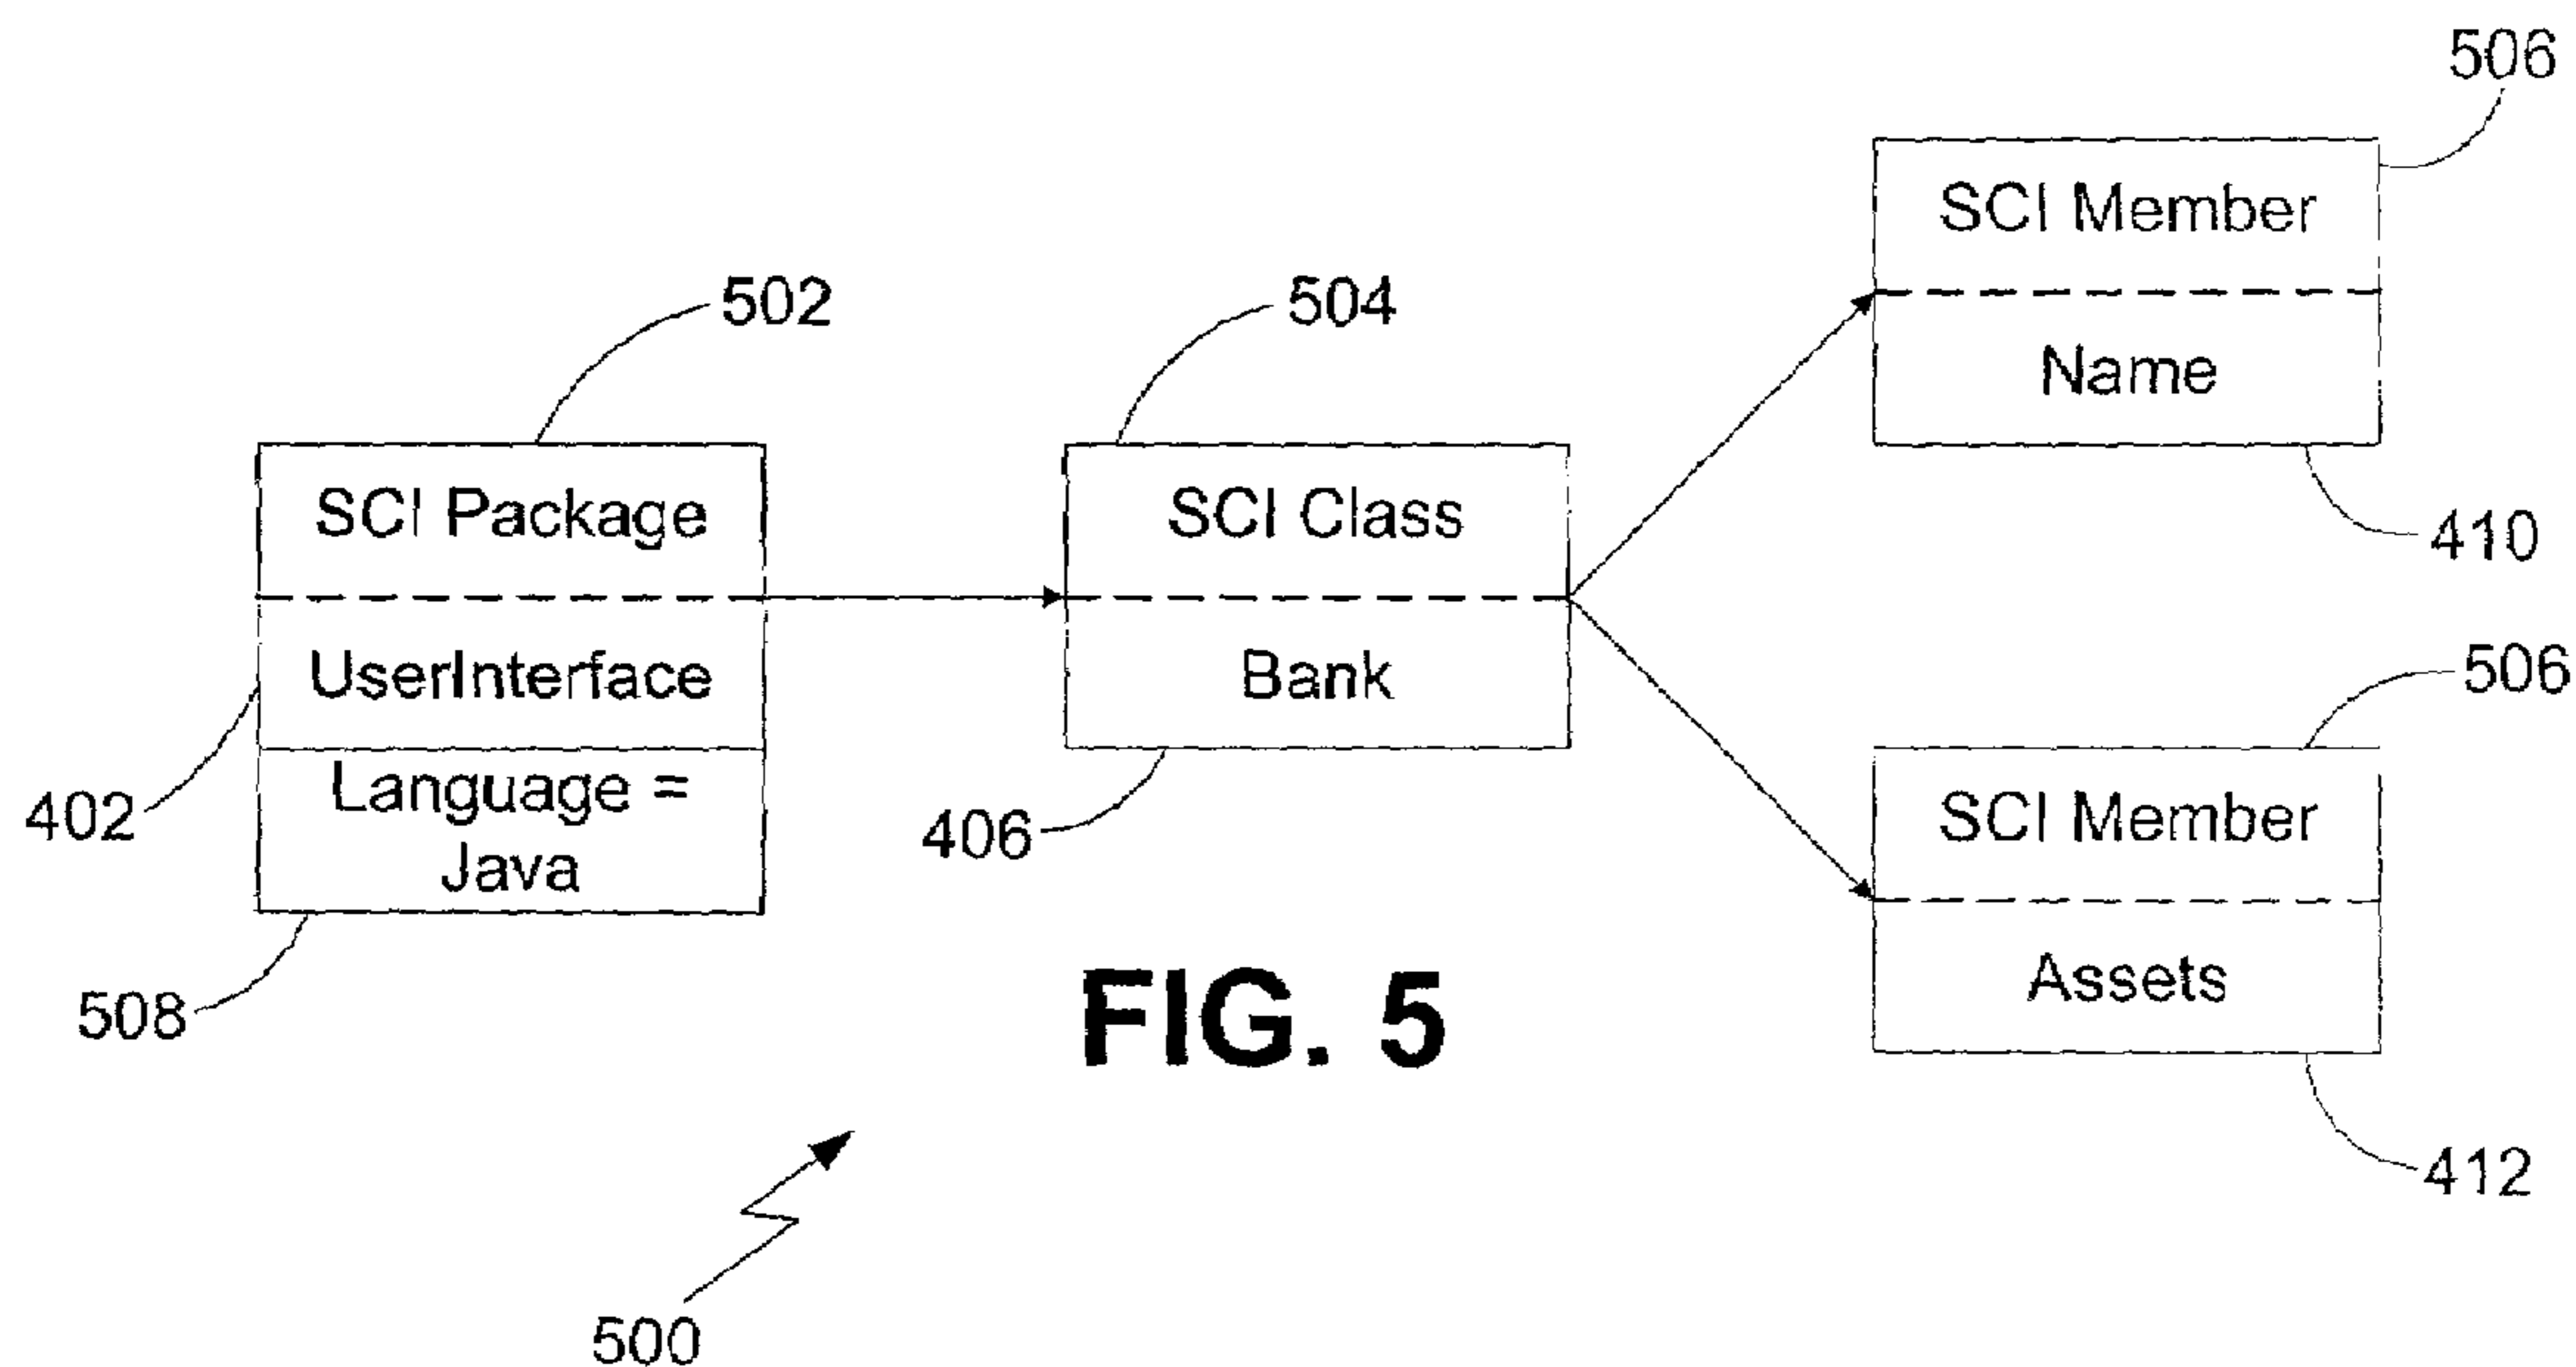 506
SCI Member
Name
410
502
SCI Package
UserInterface
Language =
Java
402
508
504
SCI Class
Bank
406
506
SCI Member
Assets
412
FIG. 5
500